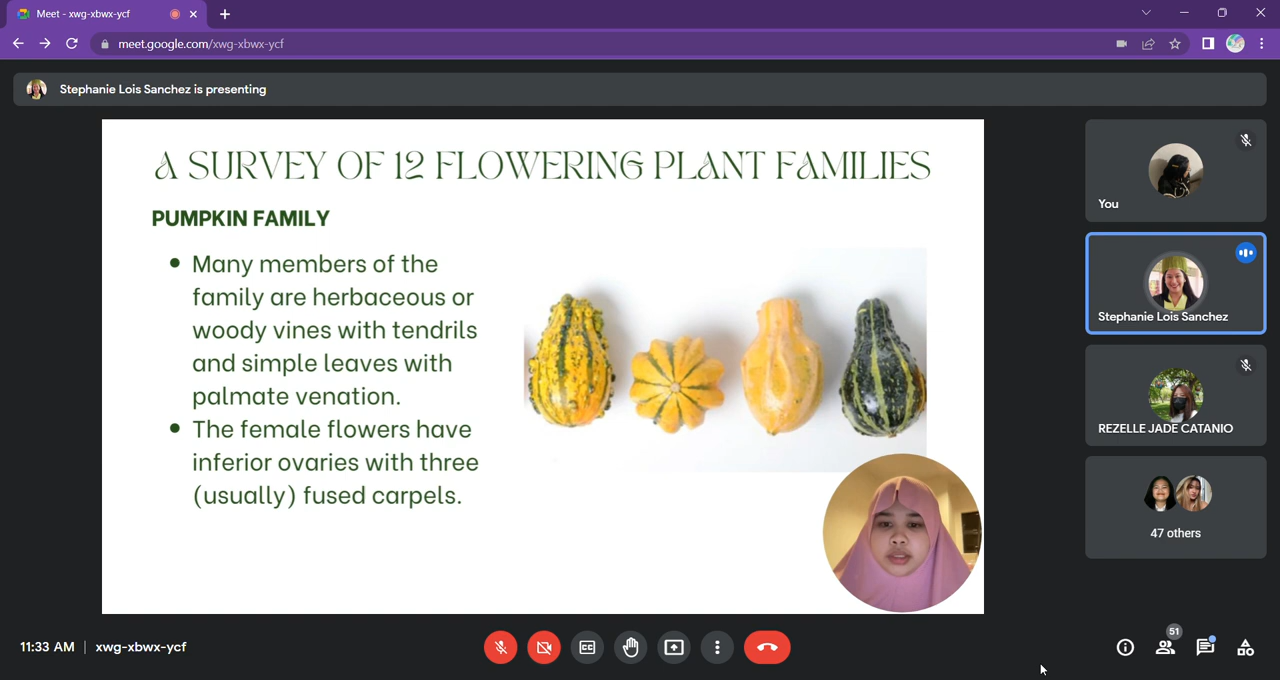 Meet - xwg-xbwx-ycf
meet.google.com/xwg-xbwx-ycf
Stephanie Lois Sanchez is presenting
A SURVEY OF 12 FLOWERING PLANT FAMILIES
PUMPKIN FAMILY
Many members of the
family are herbaceous or
woody vines with tendrils
and simple leaves with
palmate venation.
The female flowers have
inferior ovaries with three
(usually) fused carpels.
You
Stephanie Lois Sanchez
REZELLE JADE CATANIO
47 others
11:33 AM | xwg-xbwx-ycf
CC
51